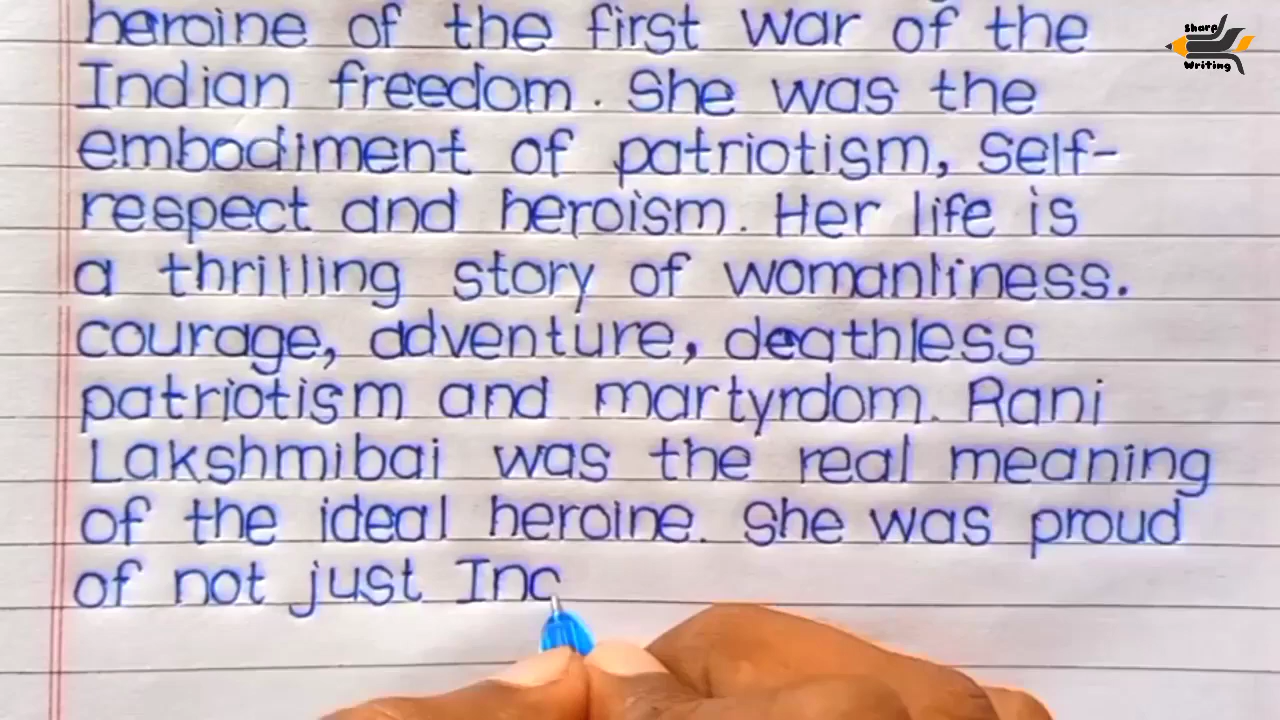 heroine of the first war of the
Indian freedom. She was the
embodiment of patriotism, self-
respect and heroism. Her life is
a thrilling story of womanliness.
courage, adventure, deathless
patriotism and martyrdom. Rani
Lakshmibai was the real meaning
of the ideal heroine. She was proud
of not just Inc
Sharp
Writing